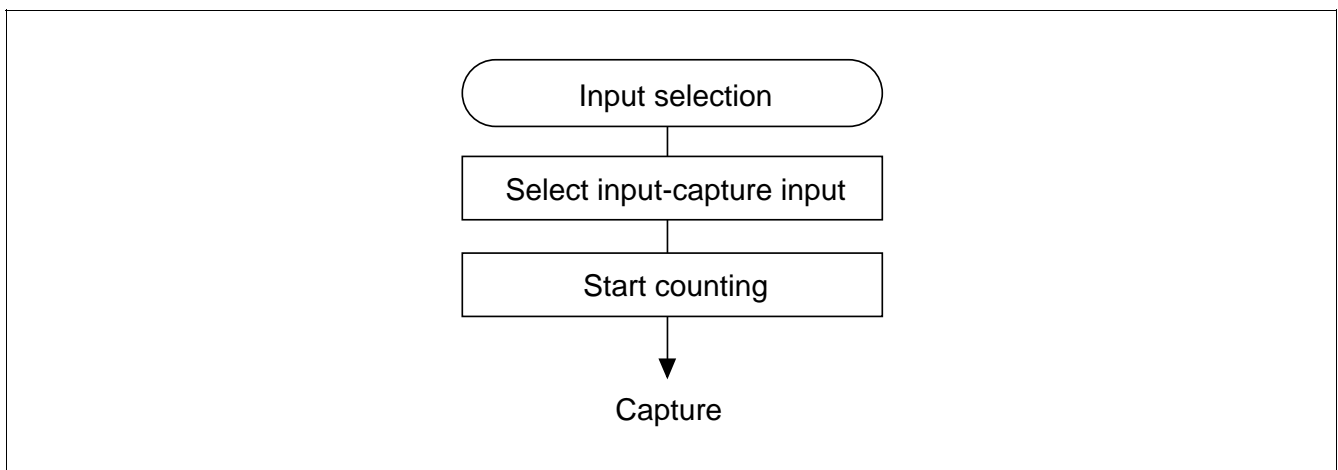 Input selection
Select input-capture input
Start counting
Capture